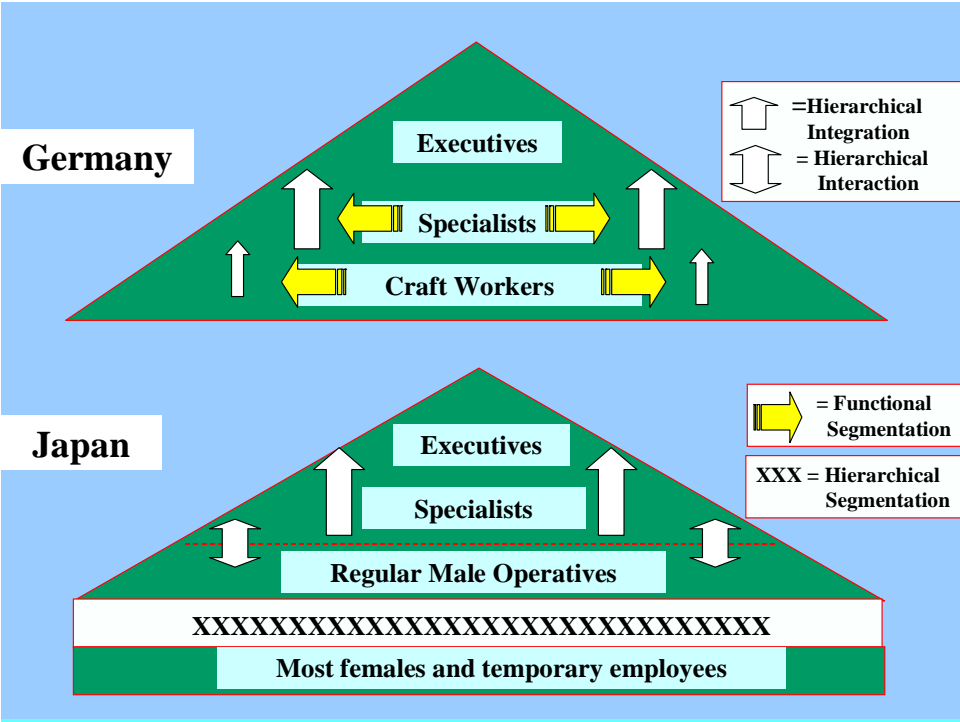 Germany
Executives
Specialists
Craft Workers
=Hierarchical
Integration
= Hierarchical
Interaction
Japan
Executives
Specialists
Regular Male Operatives
XXXXXXXXXXXXXXXXXXXXXXXXXXXXXX
Most females and temporary employees
= Functional
Segmentation
XXX = Hierarchical
Segmentation